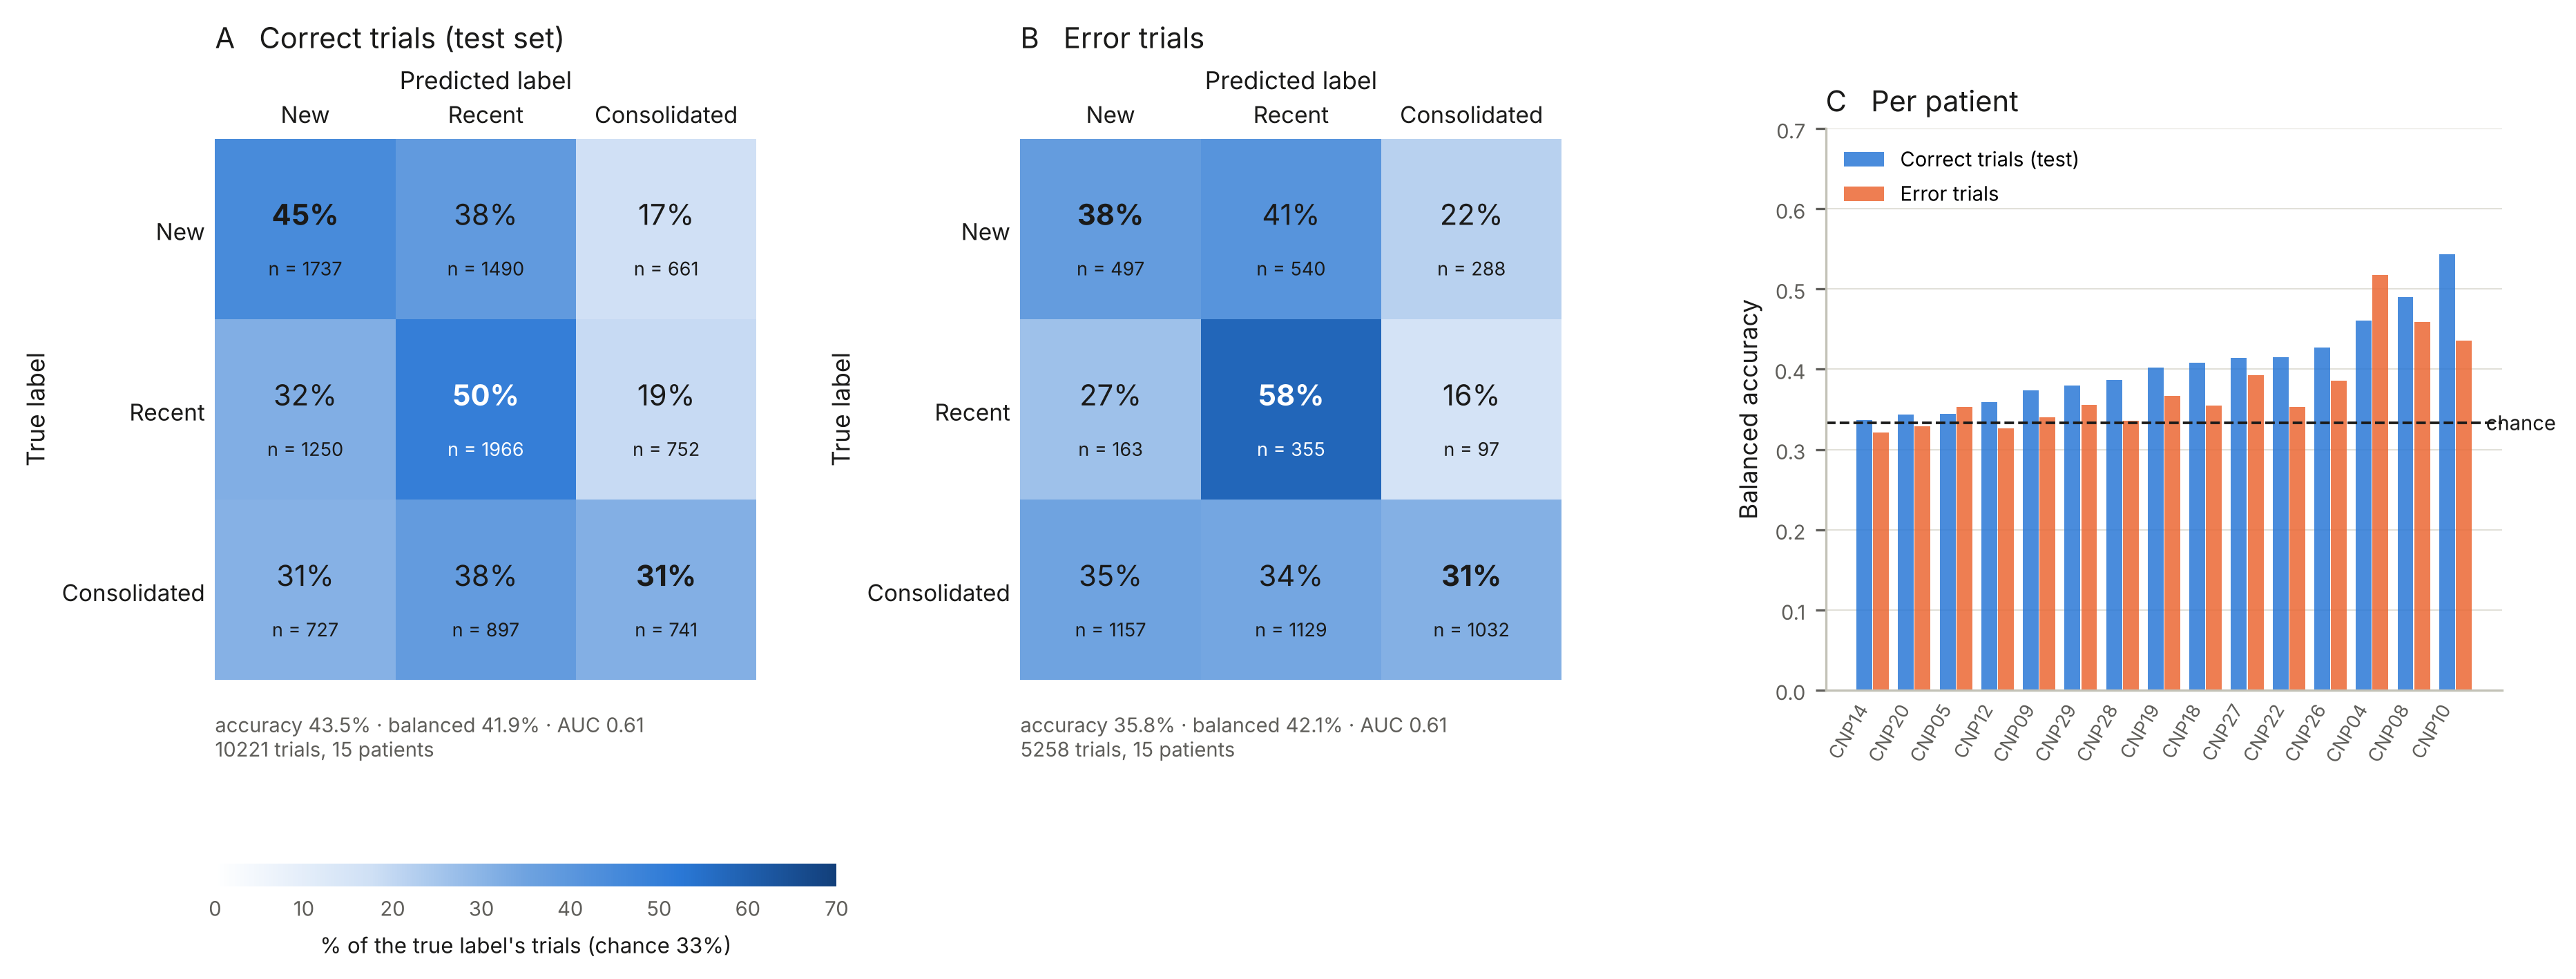 A Correct trials (test set)
Predicted label
New Recent Consolidated
True label
New
45% 38% 17%
n = 1737 n = 1490 n = 661
Recent
32% 50% 19%
n = 1250 n = 1966 n = 752
Consolidated
31% 38% 31%
n = 727 n = 897 n = 741
accuracy 43.5% · balanced 41.9% · AUC 0.61
10221 trials, 15 patients
0 10 20 30 40 50 60 70
% of the true label's trials (chance 33%)
B Error trials
Predicted label
New Recent Consolidated
True label
New
38% 41% 22%
n = 497 n = 540 n = 288
Recent
27% 58% 16%
n = 163 n = 355 n = 97
Consolidated
35% 34% 31%
n = 1157 n = 1129 n = 1032
accuracy 35.8% · balanced 42.1% · AUC 0.61
5258 trials, 15 patients
C Per patient
Correct trials (test)
Error trials
Balanced accuracy
0.7
0.6
0.5
0.4
0.3
0.2
0.1
0.0
chance
CNP14 CNP20 CNP05 CNP12 CNP09 CNP29 CNP28 CNP19 CNP18 CNP27 CNP22 CNP26 CNP04 CNP08 CNP10